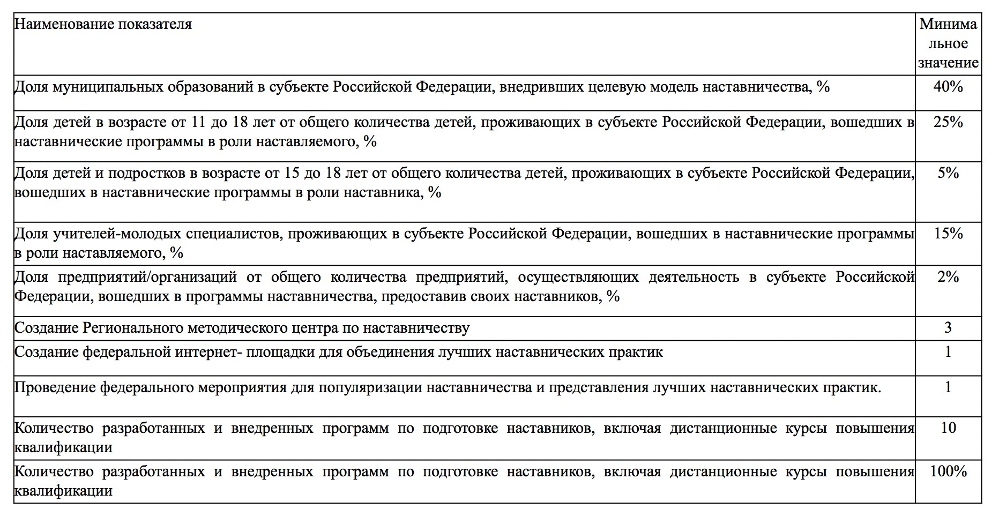 Наименование показателя
Минима
льное
значение
Доля муниципальных образований в субъекте Российской Федерации, внедривших целевую модель наставничества, %
40%
Доля детей в возрасте от 11 до 18 лет от общего количества детей, проживающих в субъекте Российской Федерации, вошедших в
наставнические программы в роли наставляемого, %
25%
Доля детей и подростков в возрасте от 15 до 18 лет от общего количества детей, проживающих в субъекте Российской Федерации,
вошедших в наставнические программы в роли наставника, %
5%
Доля учителей-молодых специалистов, проживающих в субъекте Российской Федерации, вошедших в наставнические программы
в роли наставляемого, %
15%
Доля предприятий/организаций от общего количества предприятий, осуществляющих деятельность в субъекте Российской
Федерации, вошедших в программы наставничества, предоставив своих наставников, %
2%
Создание Регионального методического центра по наставничеству
3
Создание федеральной интернет- площадки для объединения лучших наставнических практик
1
Проведение федерального мероприятия для популяризации наставничества и представления лучших наставнических практик.
1
Количество разработанных и внедренных программ по подготовке наставников, включая дистанционные курсы повышения
квалификации
10
Количество разработанных и внедренных программ по подготовке наставников, включая дистанционные курсы повышения
квалификации
100%